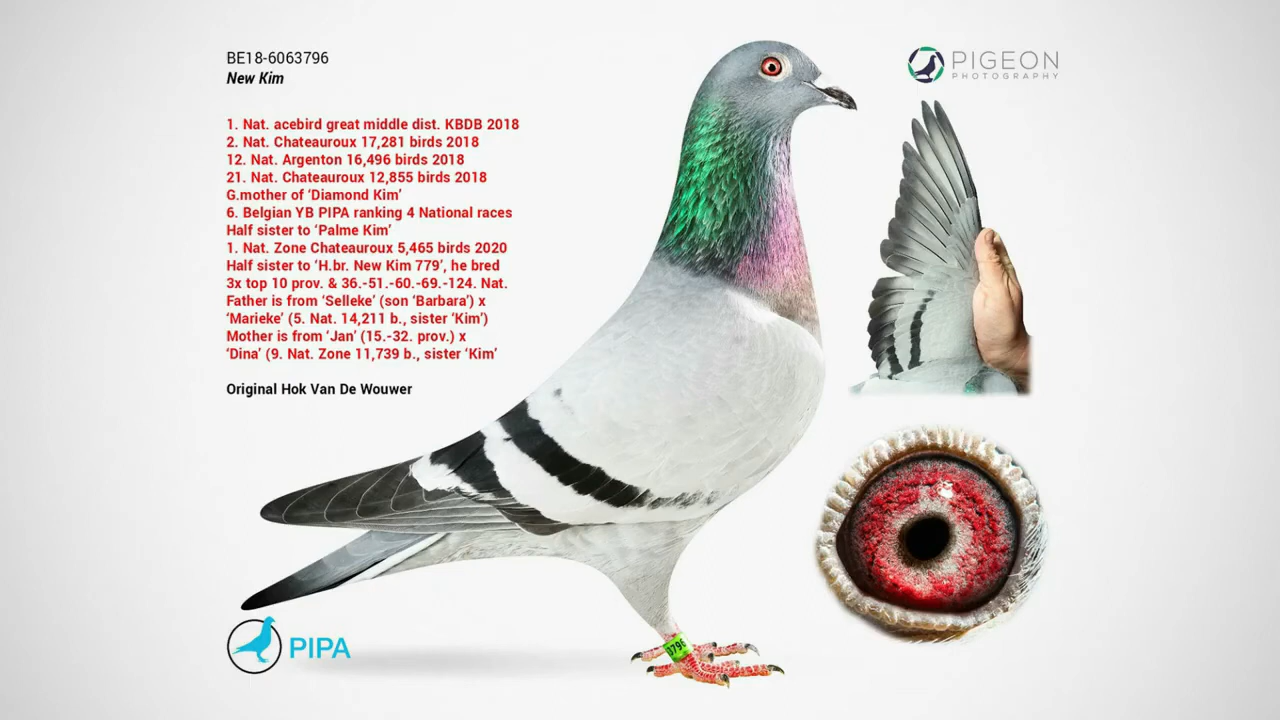 BE18-6063796
New Kim
PIGEON
PHOTOGRAPHY
1. Nat. acebird great middle dist. KBDB 2018
2. Nat. Chateauroux 17,281 birds 2018
12. Nat. Argenton 16,496 birds 2018
21. Nat. Chateauroux 12,855 birds 2018
G.mother of ‘Diamond Kim’
6. Belgian YB PIPA ranking 4 National races
Half sister to ‘Palme Kim’
1. Nat. Zone Chateauroux 5,465 birds 2020
Half sister to ‘H.br. New Kim 779’, he bred
3x top 10 prov. & 36.-51.-60.-69.-124. Nat.
Father is from ‘Selleke’ (son ‘Barbara’) x
‘Marieke’ (5. Nat. 14,211 b., sister ‘Kim’)
Mother is from ‘Jan’ (15.-32. prov.) x
‘Dina’ (9. Nat. Zone 11,739 b., sister ‘Kim’
Original Hok Van De Wouwer
PIPA
3796